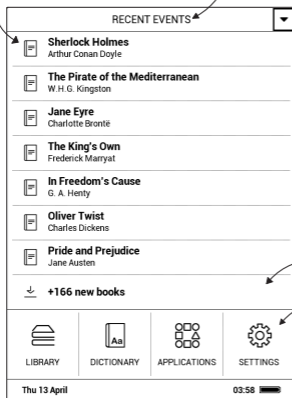 RECENT EVENTS
Sherlock Holmes
Arthur Conan Doyle
The Pirate of the Mediterranean
W.H.G. Kingston
Jane Eyre
Charlotte Brontë
The King's Own
Frederick Marryat
In Freedom's Cause
G. A. Henty
Oliver Twist
Charles Dickens
Pride and Prejudice
Jane Austen
+166 new books
Aa
LIBRARY DICTIONARY APPLICATIONS SETTINGS
Thu 13 April 03:58